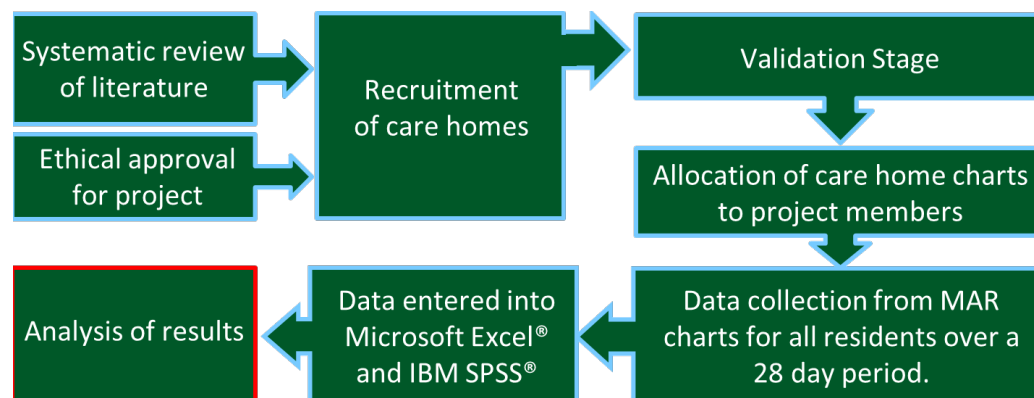 Systematic review
of literature
Ethical approval
for project
Recruitment
of care homes
Validation Stage
Allocation of care home charts
to project members
Data collection from MAR
charts for all residents over a
28 day period.
Data entered into
Microsoft Excel®
and IBM SPSS®
Analysis of results